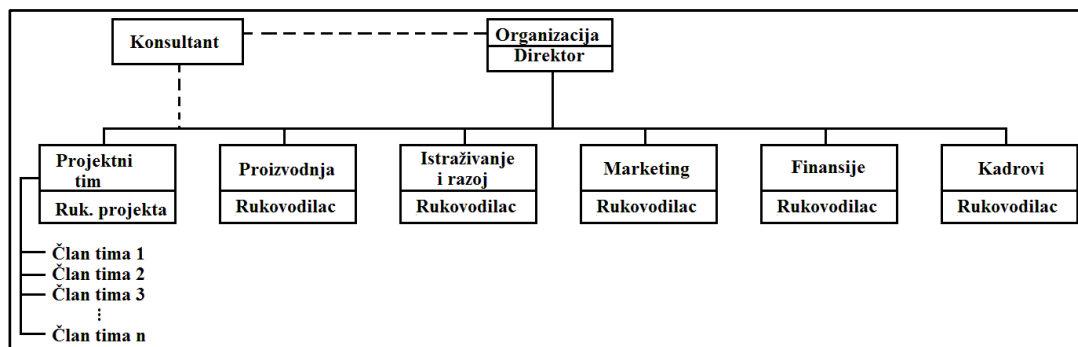 Konsultant
Organizacija
Direktor
Projektni
tim
Ruk. projekta
Proizvodnja
Rukovodilac
Istraživanje
i razoj
Rukovodilac
Marketing
Rukovodilac
Finansije
Rukovodilac
Kadrovi
Rukovodilac
Član tima 1
Član tima 2
Član tima 3
⋮
Član tima n